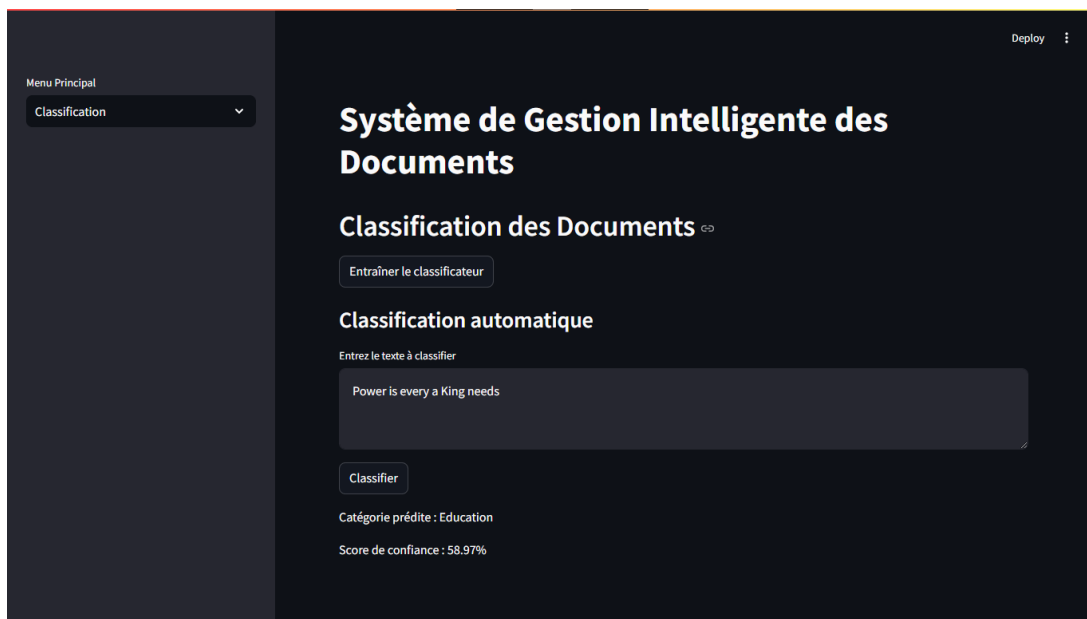 Deploy
Menu Principal
Classification
Système de Gestion Intelligente des
Documents
Classification des Documents
Entraîner le classificateur
Classification automatique
Entrez le texte à classifier
Power is every a King needs
Classifier
Catégorie prédite : Education
Score de confiance : 58.97%